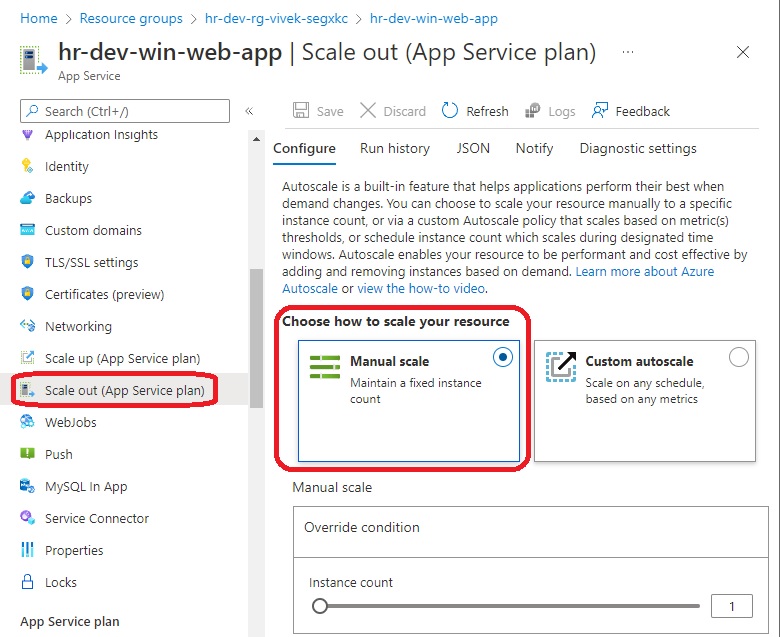 Home > Resource groups > hr-dev-rg-vivek-segxkc > hr-dev-win-web-app
hr-dev-win-web-app | Scale out (App Service plan) ...
App Service
Search (Ctrl+/)
«
Save
Discard
Refresh
Logs
Feedback
Application Insights
Identity
Backups
Custom domains
TLS/SSL settings
Certificates (preview)
Networking
Scale up (App Service plan)
Scale out (App Service plan)
WebJobs
Push
MySQL In App
Service Connector
Properties
Locks
App Service plan
Configure
Run history
JSON
Notify
Diagnostic settings
Autoscale is a built-in feature that helps applications perform their best when
demand changes. You can choose to scale your resource manually to a specific
instance count, or via a custom Autoscale policy that scales based on metric(s)
thresholds, or schedule instance count which scales during designated time
windows. Autoscale enables your resource to be performant and cost effective by
adding and removing instances based on demand. Learn more about Azure
Autoscale or view the how-to video.
Choose how to scale your resource
Manual scale
Maintain a fixed instance
count
Custom autoscale
Scale on any schedule,
based on any metrics
Manual scale
Override condition
Instance count
1